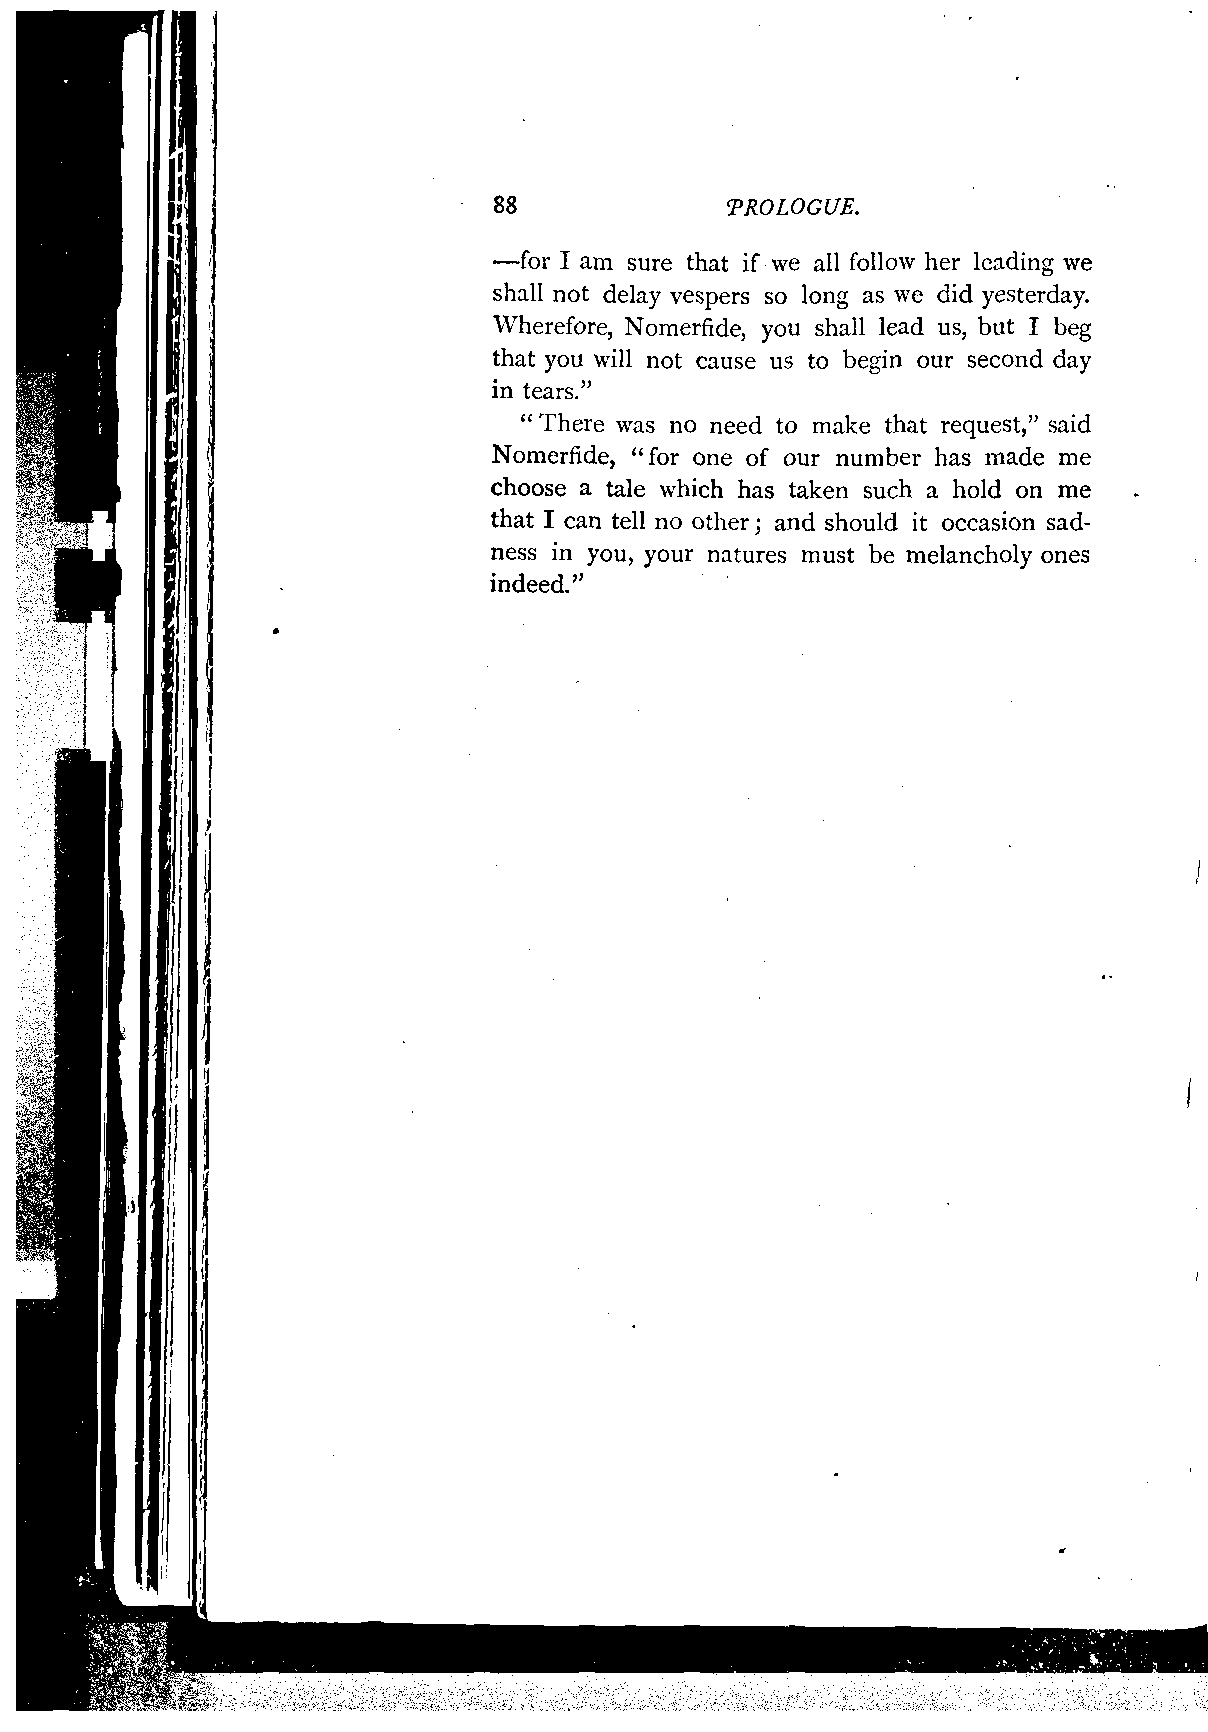 88 PROLOGUE.
—for I am sure that if we all follow her leading we
shall not delay vespers so long as we did yesterday.
Wherefore, Nomerfide, you shall lead us, but I beg
that you will not cause us to begin our second day
in tears.”
“There was no need to make that request,” said
Nomerfide, “for one of our number has made me
choose a tale which has taken such a hold on me
that I can tell no other; and should it occasion sad-
ness in you, your natures must be melancholy ones
indeed.”